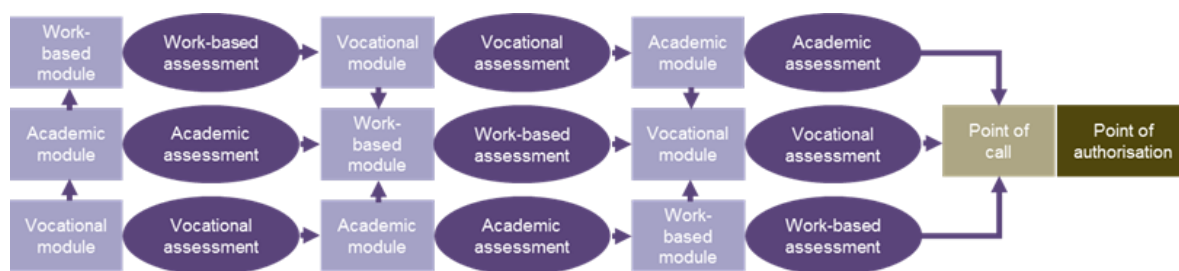 Work-
based
module
Work-based
assessment
Vocational
module
Vocational
assessment
Academic
module
Academic
assessment
Academic
module
Academic
assessment
Work-
based
module
Work-based
assessment
Vocational
module
Vocational
assessment
Point of
call
Point of
authorisation
Vocational
module
Vocational
assessment
Academic
module
Academic
assessment
Work-
based
module
Work-based
assessment